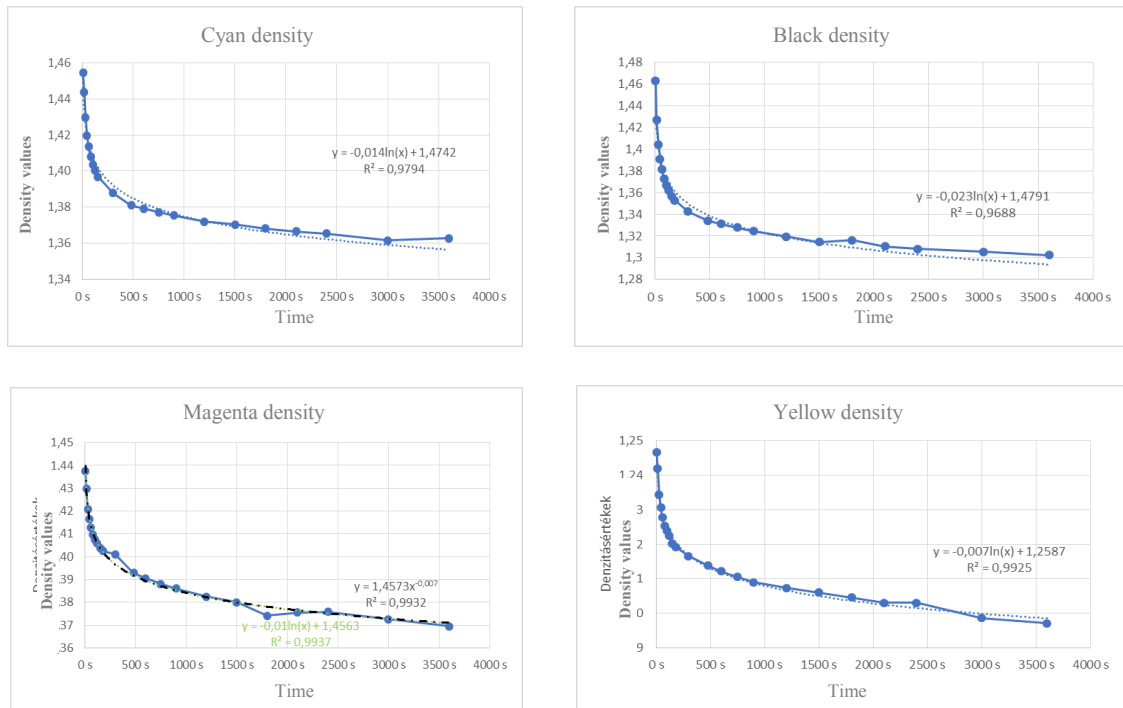 Cyan density
1,46
1,44
1,42
1,40
1,38
1,36
1,34
Density values
y = -0,014ln(x) + 1,4742
R² = 0,9794
0 s 500 s 1000 s 1500 s 2000 s 2500 s 3000 s 3500 s 4000 s
Time
Black density
1,48
1,46
1,44
1,42
1,4
1,38
1,36
1,34
1,32
1,3
1,28
Density values
y = -0,023ln(x) + 1,4791
R² = 0,9688
0 s 500 s 1000 s 1500 s 2000 s 2500 s 3000 s 3500 s 4000 s
Time
Magenta density
1,45
1.44
.43
.42
.41
.40
.39
.38
.37
,36
Density values
y = 1,4573x-0,007
R² = 0,9932
y = -0,01ln(x) + 1,4563
R² = 0,9937
0 s 500 s 1000 s 1500 s 2000 s 2500 s 3000 s 3500 s 4000 s
Time
Yellow density
1,25
1.24
3
2
1
0
9
Denzitásértékek
Density values
y = -0,007ln(x) + 1,2587
R² = 0,9925
0 s 500 s 1000 s 1500 s 2000 s 2500 s 3000 s 3500 s 4000 s
Time